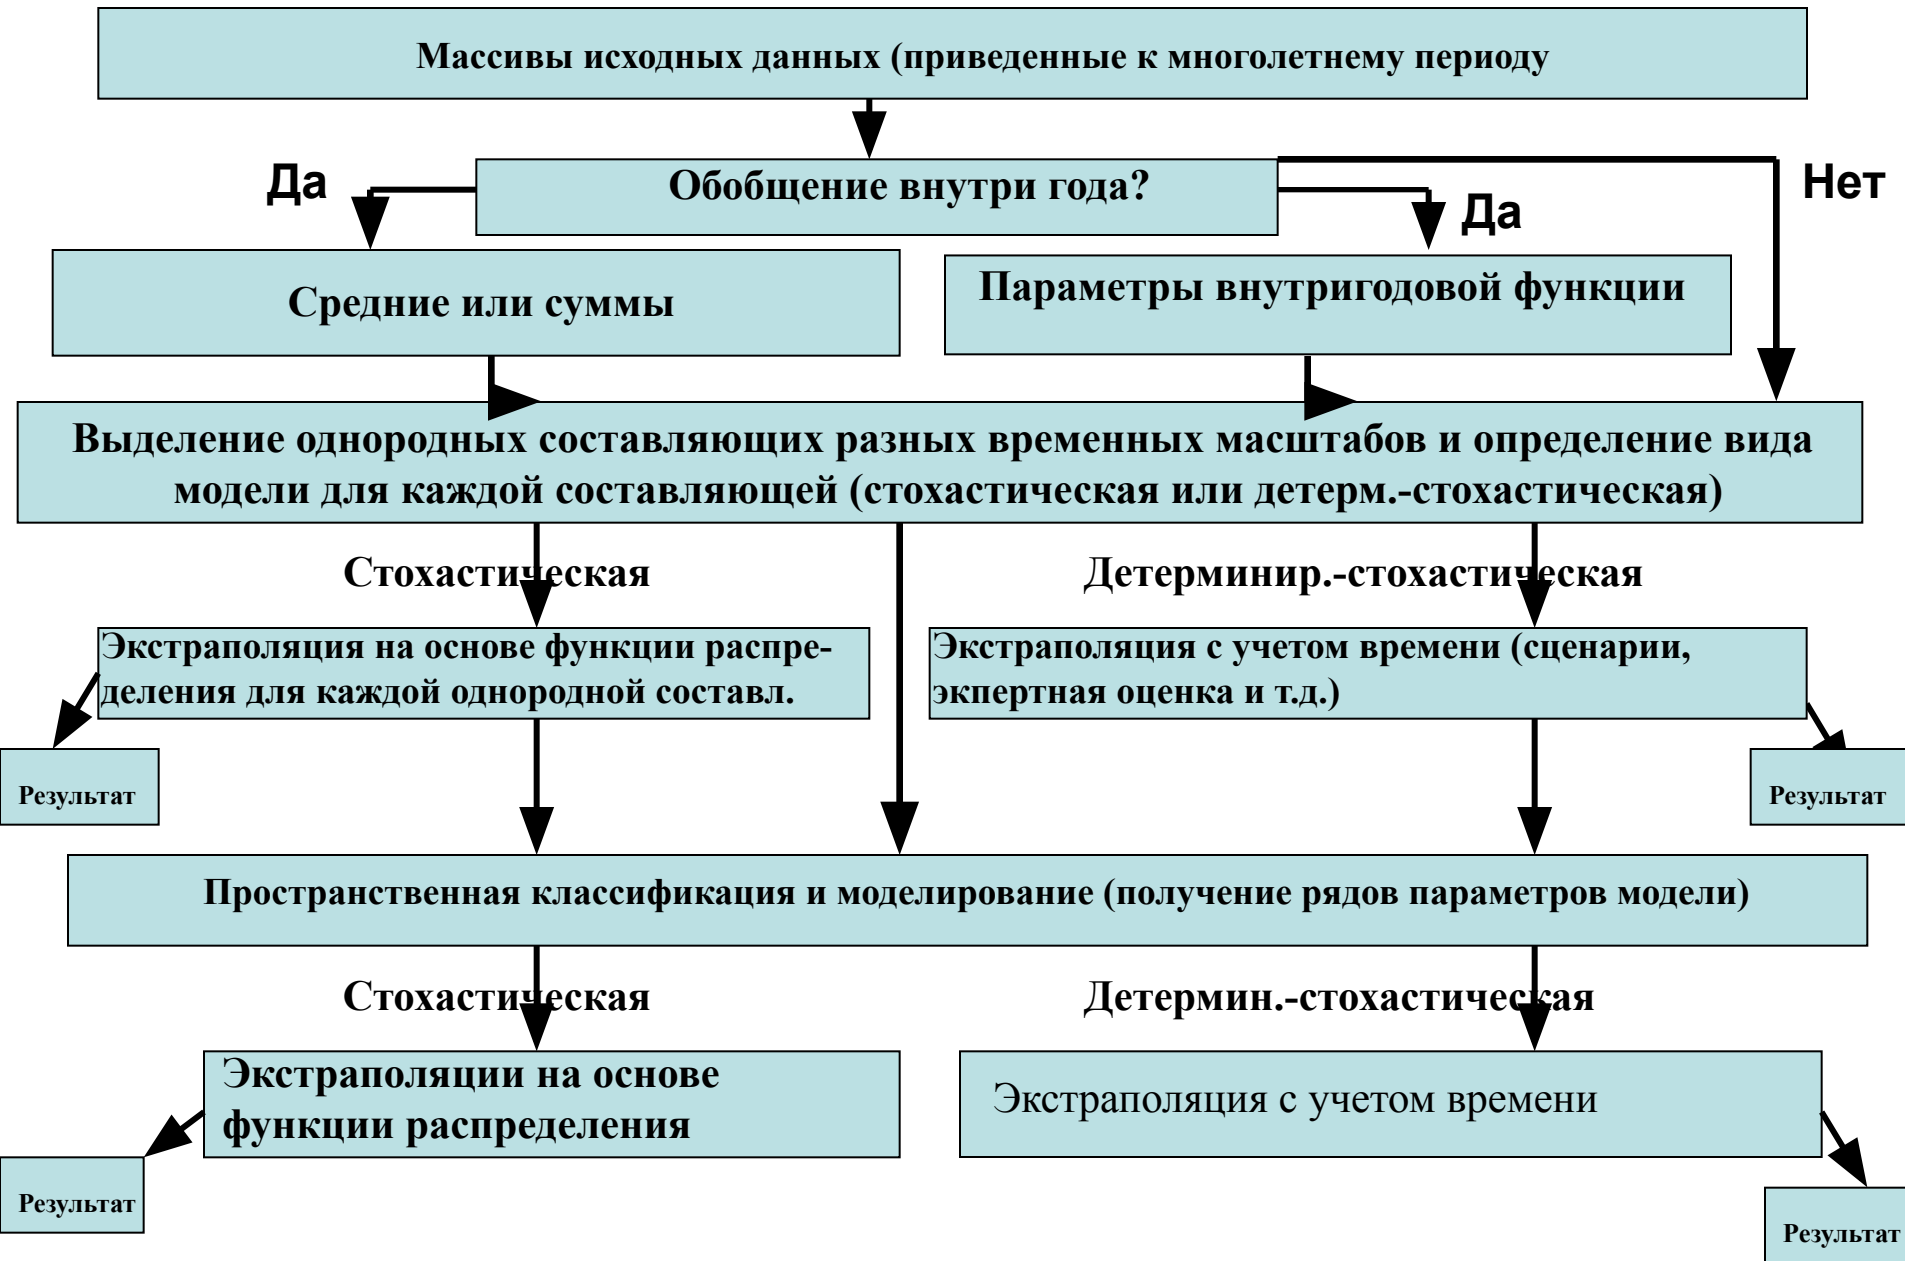 Массивы исходных данных (приведенные к многолетнему периоду
Да
Обобщение внутри года?
Нет
Да
Средние или суммы
Параметры внутригодовой функции
Выделение однородных составляющих разных временных масштабов и определение вида
модели для каждой составляющей (стохастическая или детерм.-стохастическая)
Стохастическая
Детерминир.-стохастическая
Экстраполяция на основе функции распре-
деления для каждой однородной составл.
Экстраполяция с учетом времени (сценарии,
экпертная оценка и т.д.)
Результат
Результат
Пространственная классификация и моделирование (получение рядов параметров модели)
Стохастическая
Детермин.-стохастическая
Экстраполяции на основе
функции распределения
Экстраполяция с учетом времени
Результат
Результат